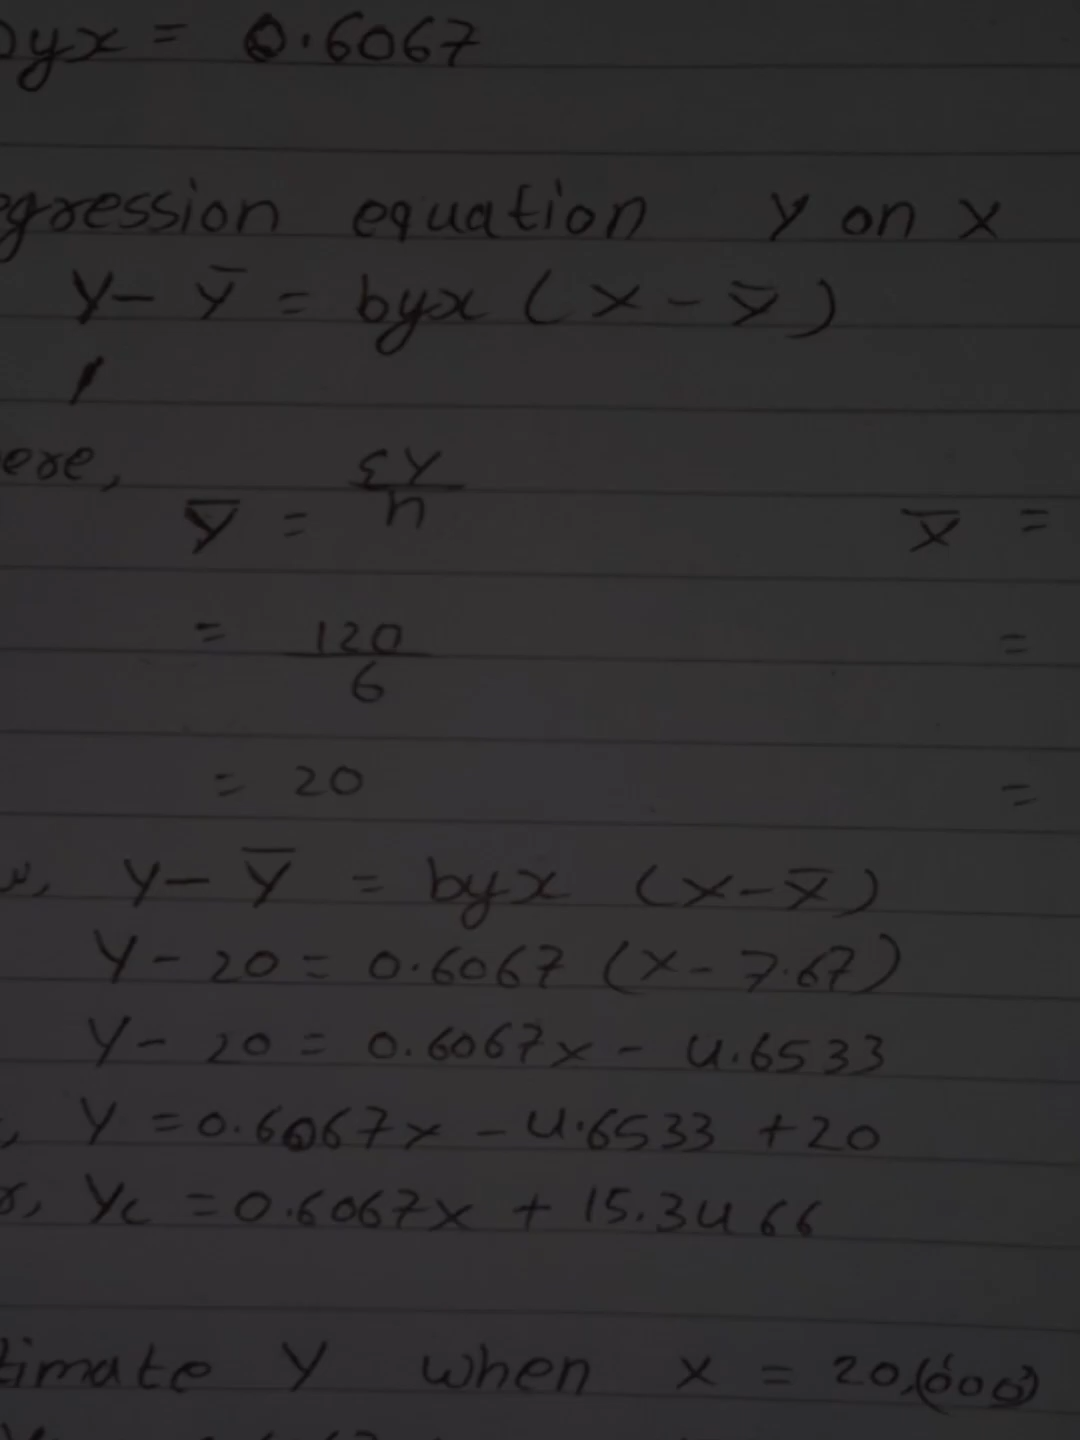 byx = 0.6067
egression equation Y on X
Y - Y̅ = byx (X - Y̅)
ere,
Y̅ = ΣY/n X̅ =
= 120/6 =
= 20 =
w, Y - Y̅ = byx (X - X̅)
Y - 20 = 0.6067 (X - 7.67)
Y - 20 = 0.6067x - 4.6533
Y = 0.6067x - 4.6533 + 20
or, Yc = 0.6067x + 15.3466
timate Y when X = 20,(000)